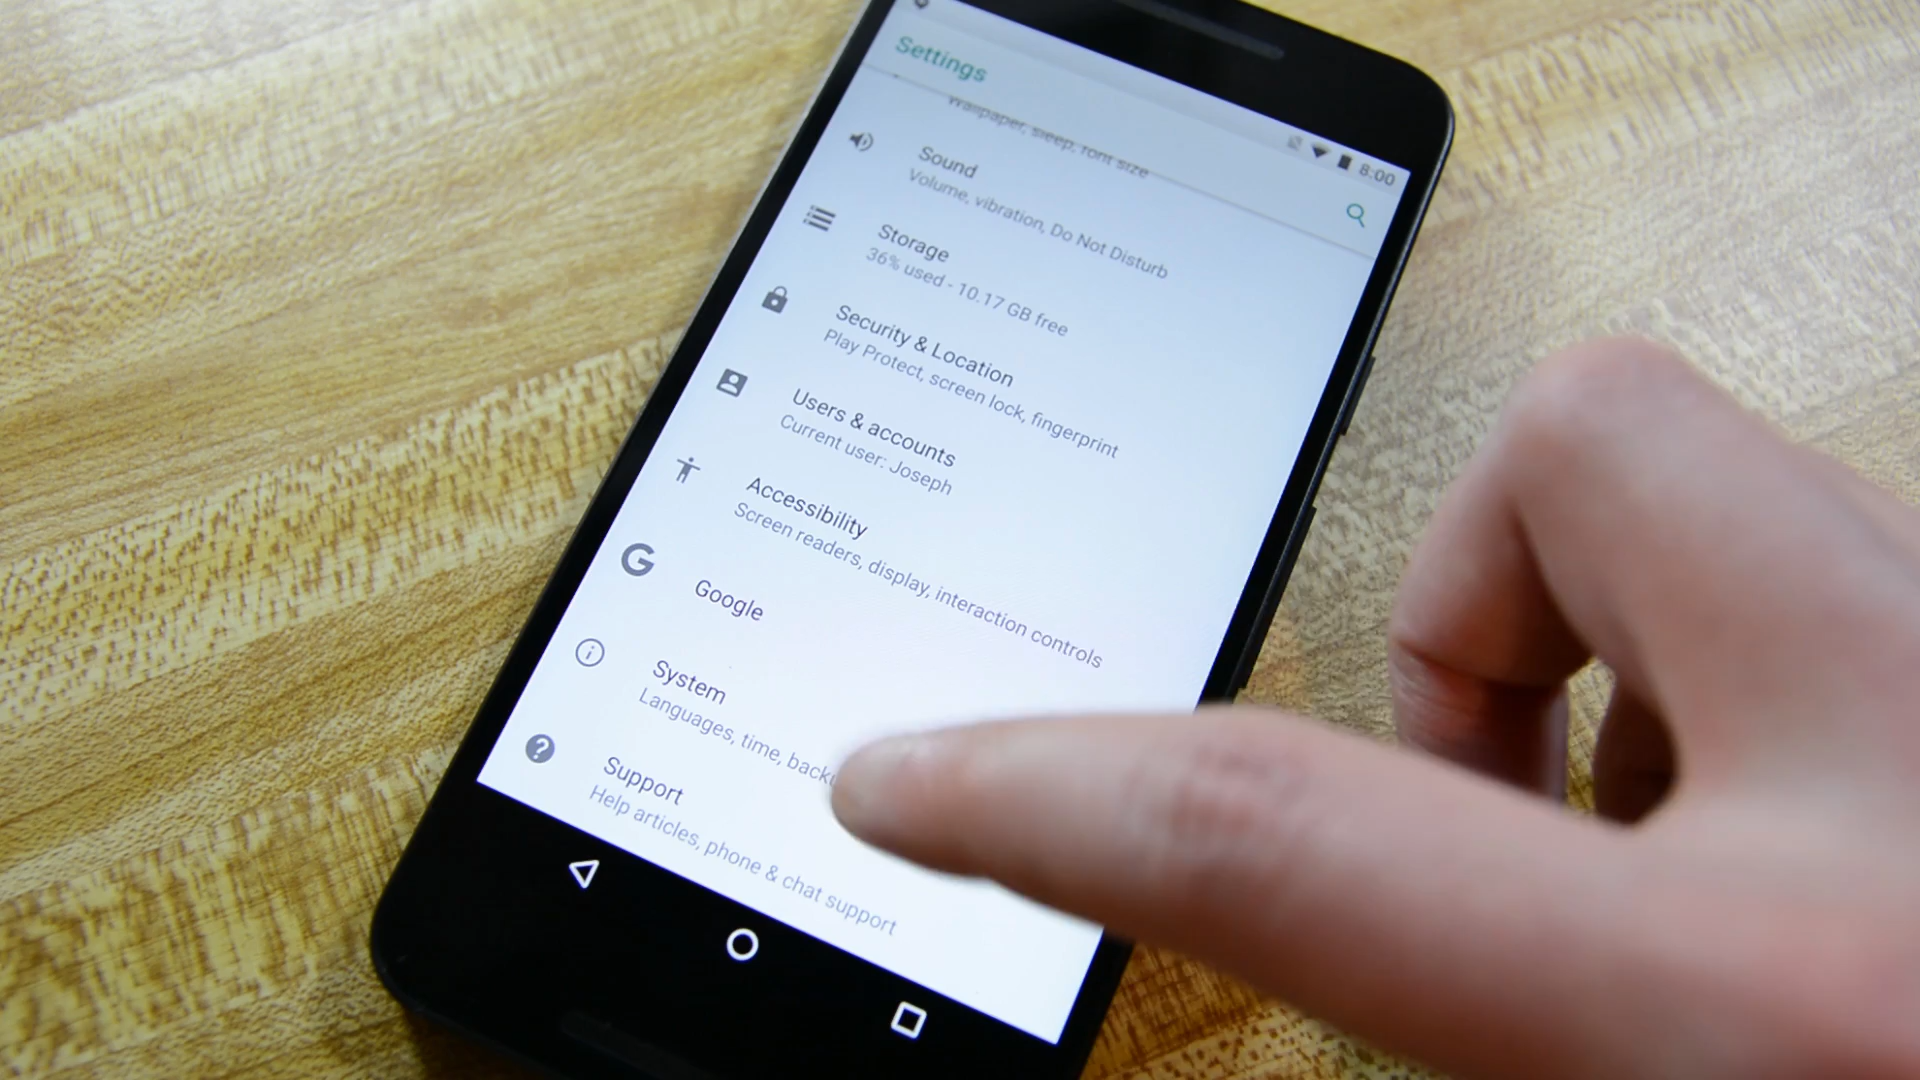 8:00
Settings
Wallpaper, sleep, font size
Sound
Volume, vibration, Do Not Disturb
Storage
36% used - 10.17 GB free
Security & Location
Play Protect, screen lock, fingerprint
Users & accounts
Current user: Joseph
Accessibility
Screen readers, display, interaction controls
G
Google
System
Languages, time,
Support
Help articles, phone & chat support